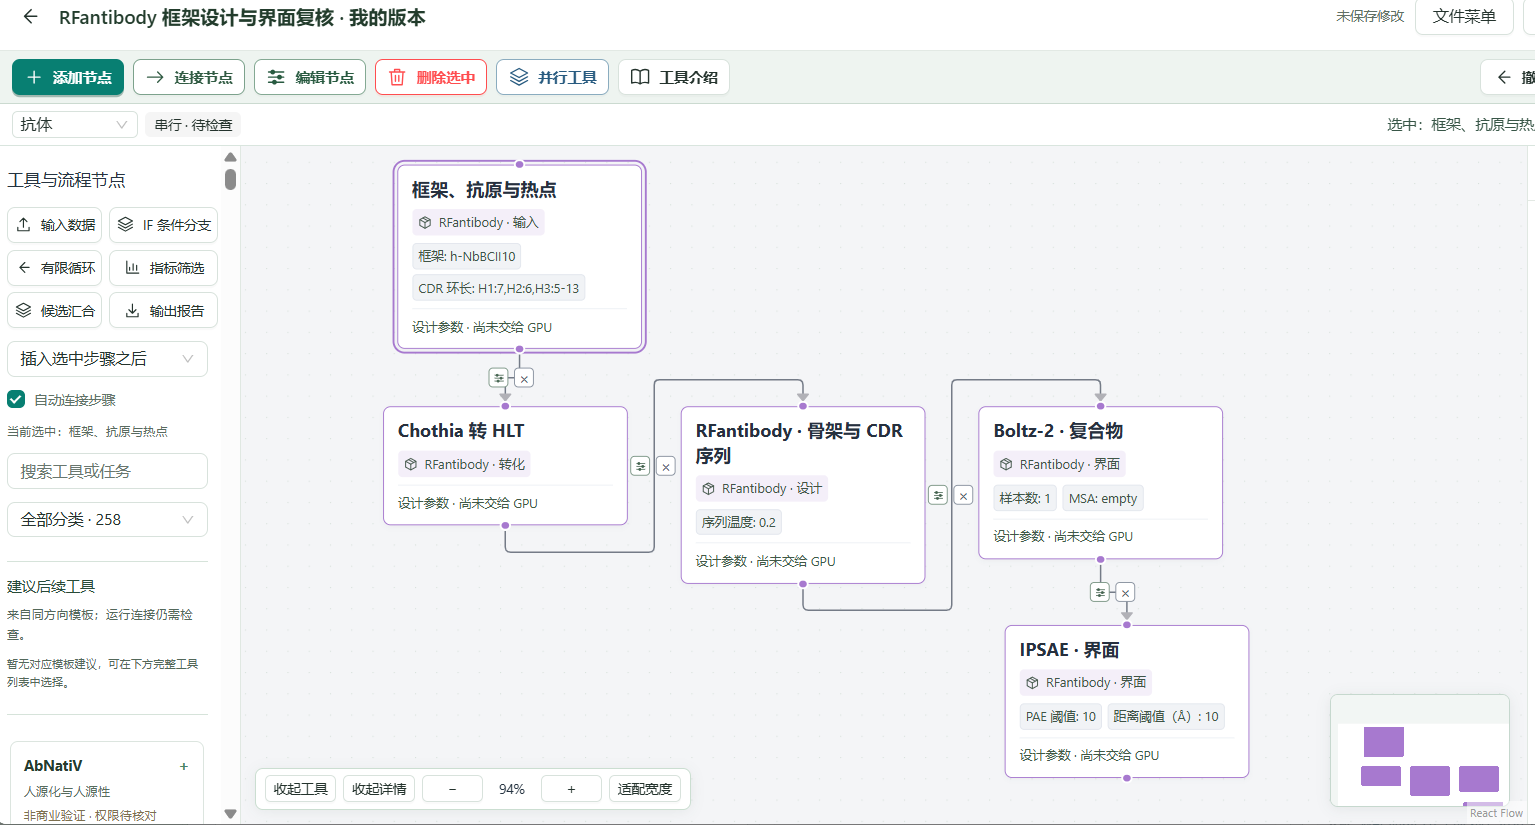 RFantibody 框架设计与界面复核 · 我的版本
未保存修改
文件菜单
添加节点
连接节点
编辑节点
删除选中
并行工具
工具介绍
撤
抗体
串行 · 待检查
选中：框架、抗原与热
工具与流程节点
输入数据
IF 条件分支
有限循环
指标筛选
候选汇合
输出报告
插入选中步骤之后
自动连接步骤
当前选中：框架、抗原与热点
搜索工具或任务
全部分类 · 258
建议后续工具
来自同方向模板；运行连接仍需检
查。
暂无对应模板建议，可在下方完整工具
列表中选择。
AbNatiV
+
人源化与人源性
非商业验证 · 权限待核对
框架、抗原与热点
RFantibody · 输入
框架: h-NbBCII10
CDR 环长: H1:7,H2:6,H3:5-13
设计参数 · 尚未交给 GPU
Chothia 转 HLT
RFantibody · 转化
设计参数 · 尚未交给 GPU
RFantibody · 骨架与 CDR
序列
RFantibody · 设计
序列温度: 0.2
设计参数 · 尚未交给 GPU
Boltz-2 · 复合物
RFantibody · 界面
样本数: 1
MSA: empty
设计参数 · 尚未交给 GPU
IPSAE · 界面
RFantibody · 界面
PAE 阈值: 10
距离阈值（Å）: 10
设计参数 · 尚未交给 GPU
收起工具
收起详情
−
94%
+
适配宽度
React Flow